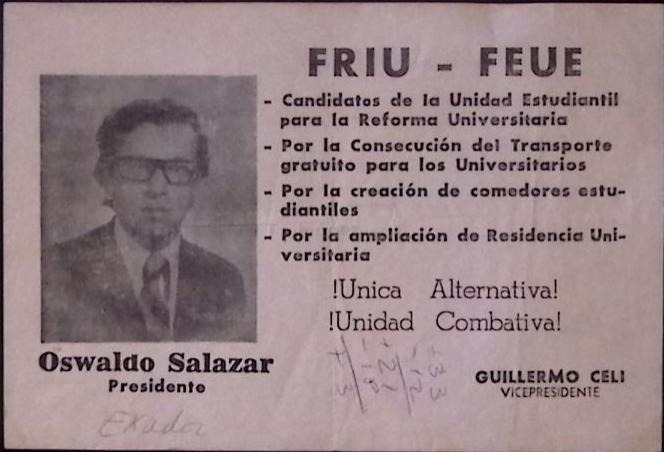 FRIU - FEUE
- Candidatos de la Unidad Estudiantil
para la Reforma Universitaria
- Por la Consecución del Transporte
gratuito para los Universitarios
- Por la creación de comedores estu-
diantiles
- Por la ampliación de Residencia Uni-
versitaria
!Unica Alternativa!
!Unidad Combativa!
Oswaldo Salazar
Presidente
GUILLERMO CELI
VICEPRESIDENTE